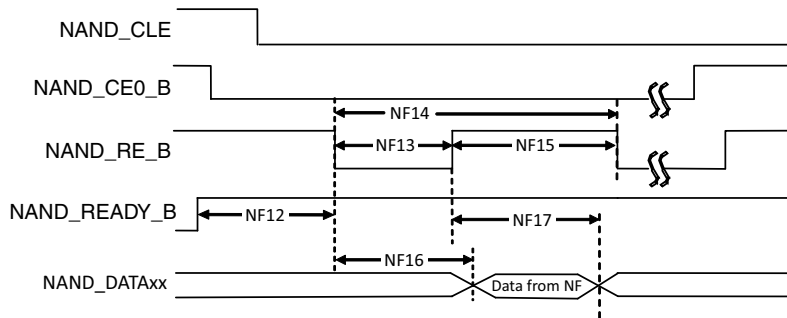 NAND_CLE
NAND_CE0_B
NF14
NAND_RE_B
NF13
NF15
NAND_READY_B
NF12
NF17
NF16
NAND_DATAxx
Data from NF